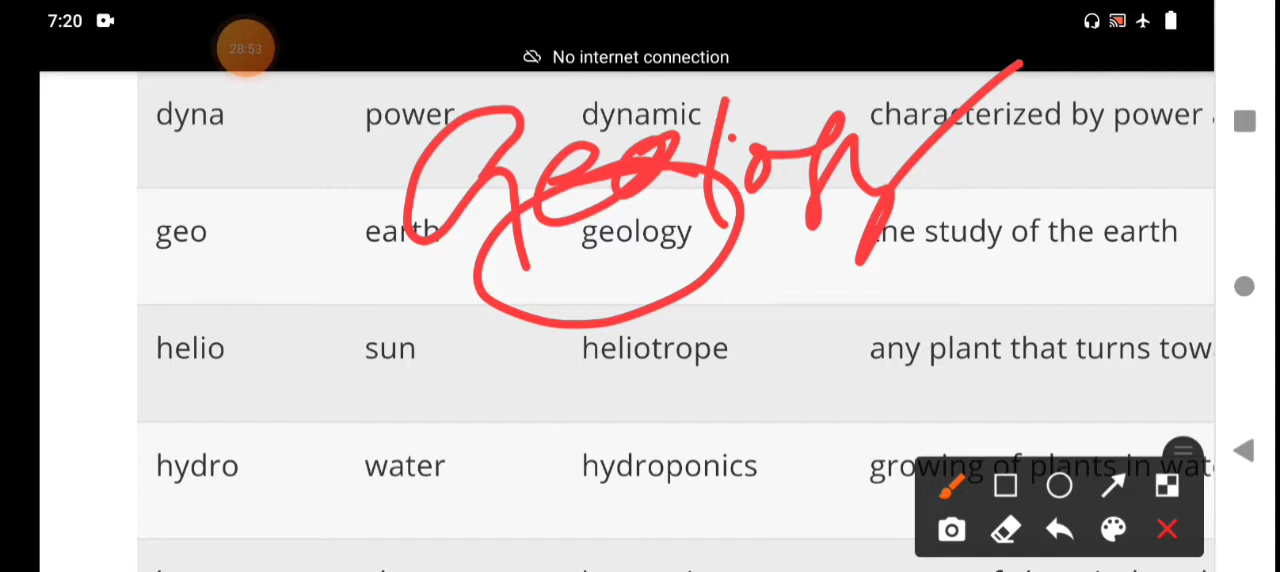 7:20
28:53
No internet connection
dyna power dynamic characterized by power
Geology
geo earth geology the study of the earth
helio sun heliotrope any plant that turns tow
hydro water hydroponics growing of plants in wat